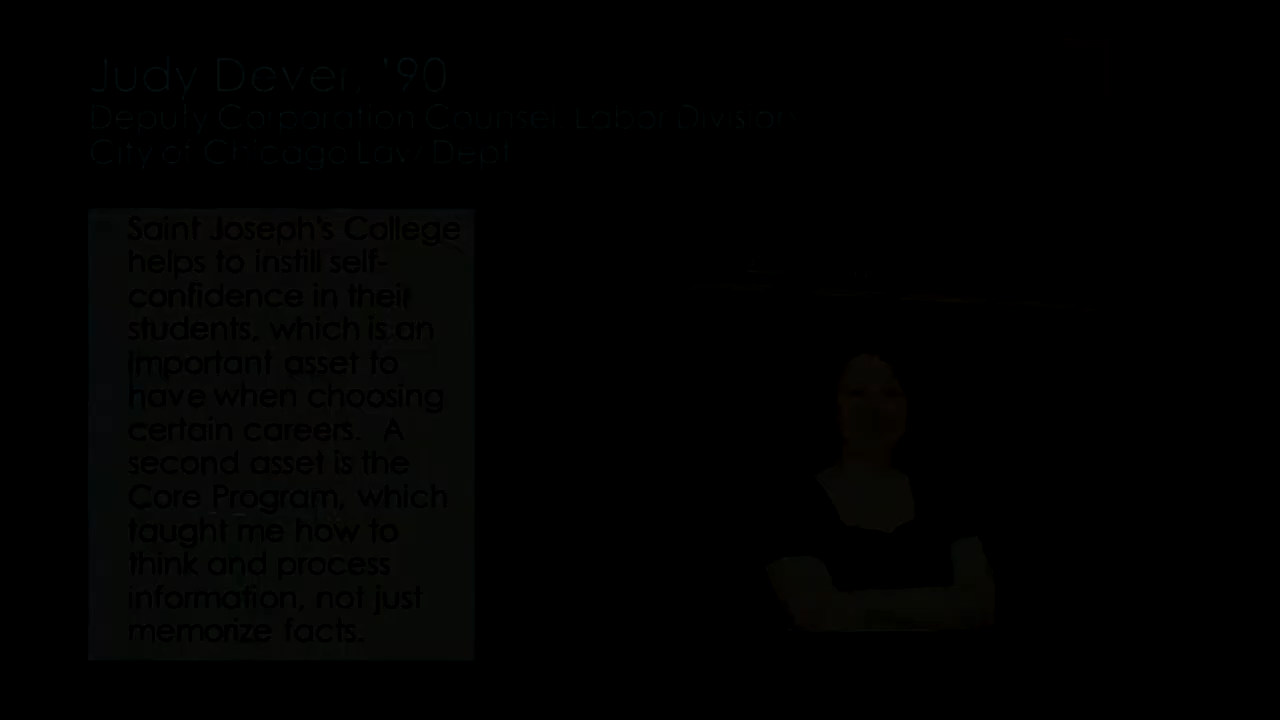 Judy Dever, '90
Deputy Corporation Counsel Labor Division
City of Chicago Law Dept
Saint Joseph's College
helps to instill self-
confidence in their
students, which is an
important asset to
have when choosing
certain careers.  A
second asset is the
Core Program, which
taught me how to
think and process
information, not just
memorize facts.